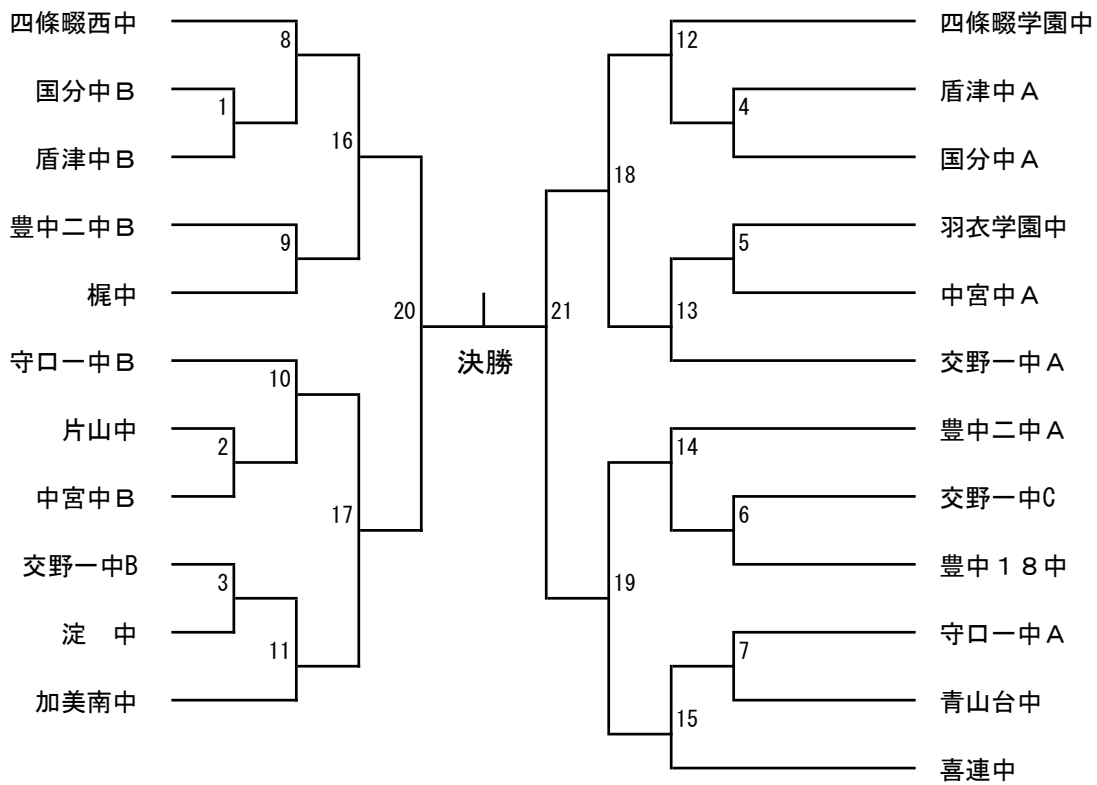 四條畷西中
国分中Ｂ
盾津中Ｂ
豊中二中Ｂ
梶中
守口一中Ｂ
片山中
中宮中Ｂ
交野一中B
淀　中
加美南中
8
1
16
9
20
10
2
17
3
11
決勝
12
4
18
5
21
13
14
6
19
7
15
四條畷学園中
盾津中Ａ
国分中Ａ
羽衣学園中
中宮中Ａ
交野一中Ａ
豊中二中Ａ
交野一中C
豊中１８中
守口一中Ａ
青山台中
喜連中